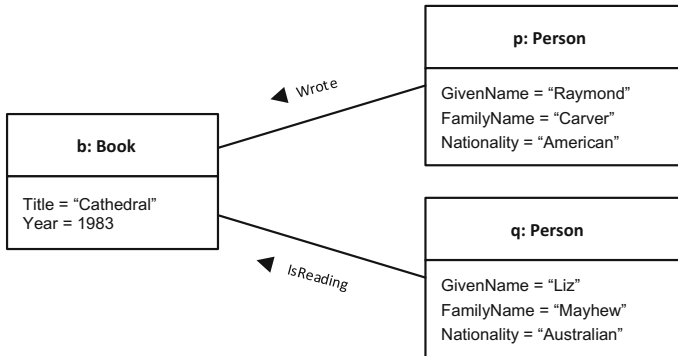 p: Person
GivenName = “Raymond”
FamilyName = “Carver”
Nationality = “American”
Wrote
b: Book
Title = “Cathedral”
Year = 1983
IsReading
q: Person
GivenName = “Liz”
FamilyName = “Mayhew”
Nationality = “Australian”